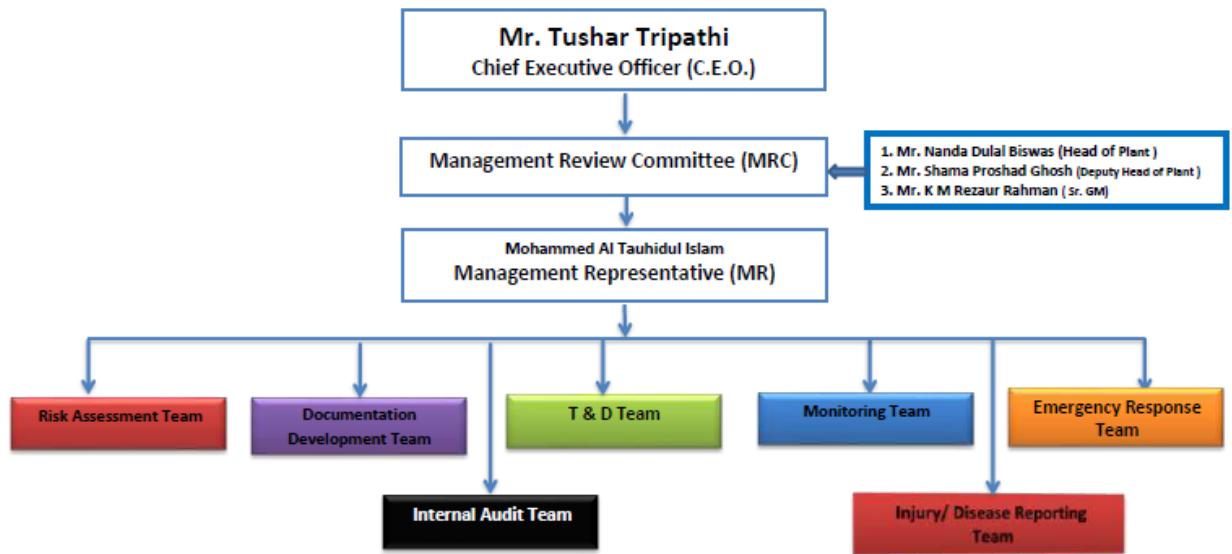 Mr. Tushar Tripathi
Chief Executive Officer (C.E.O.)
Management Review Committee (MRC)
1. Mr. Nanda Dulal Biswas (Head of Plant )
2. Mr. Shama Proshad Ghosh (Deputy Head of Plant )
3. Mr. K M Rezaur Rahman ( Sr. GM)
Mohammed Al Tauhidul Islam
Management Representative (MR)
Risk Assessment Team
Documentation
Development Team
T & D Team
Monitoring Team
Emergency Response
Team
Internal Audit Team
Injury/ Disease Reporting
Team